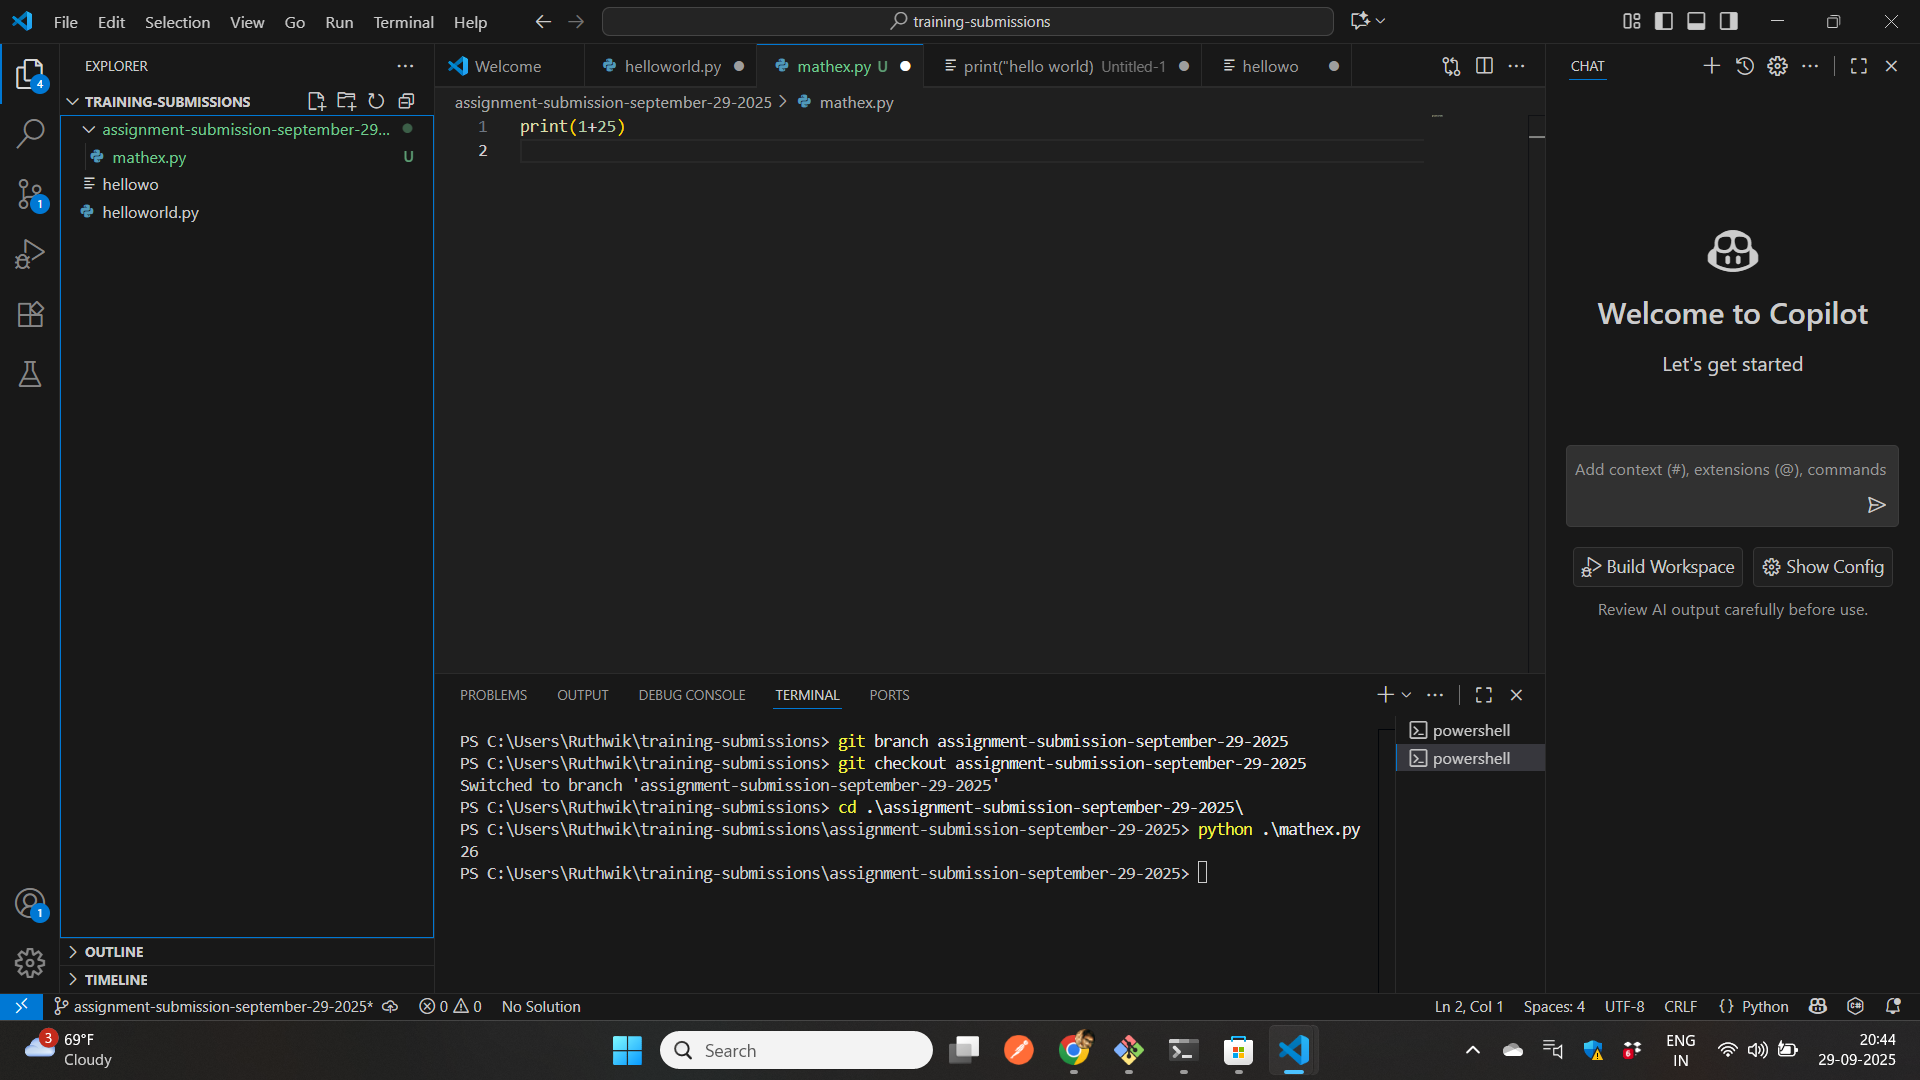 File Edit Selection View Go Run Terminal Help
training-submissions
4
EXPLORER
TRAINING-SUBMISSIONS
assignment-submission-september-29...
mathex.py U
hellowo
helloworld.py
1
Welcome
helloworld.py
mathex.py U
print("hello world) Untitled-1
hellowo
assignment-submission-september-29-2025 > mathex.py
1 print(1+25)
2
CHAT
Welcome to Copilot
Let's get started
Add context (#), extensions (@), commands
Build Workspace
Show Config
Review AI output carefully before use.
PROBLEMS OUTPUT DEBUG CONSOLE TERMINAL PORTS
PS C:\Users\Ruthwik\training-submissions> git branch assignment-submission-september-29-2025
PS C:\Users\Ruthwik\training-submissions> git checkout assignment-submission-september-29-2025
Switched to branch 'assignment-submission-september-29-2025'
PS C:\Users\Ruthwik\training-submissions> cd .\assignment-submission-september-29-2025\
PS C:\Users\Ruthwik\training-submissions\assignment-submission-september-29-2025> python .\mathex.py
26
PS C:\Users\Ruthwik\training-submissions\assignment-submission-september-29-2025>
powershell
powershell
1
OUTLINE
TIMELINE
assignment-submission-september-29-2025* 0 0 No Solution
Ln 2, Col 1 Spaces: 4 UTF-8 CRLF {} Python
3
69°F
Cloudy
Search
6
ENG
IN
20:44
29-09-2025